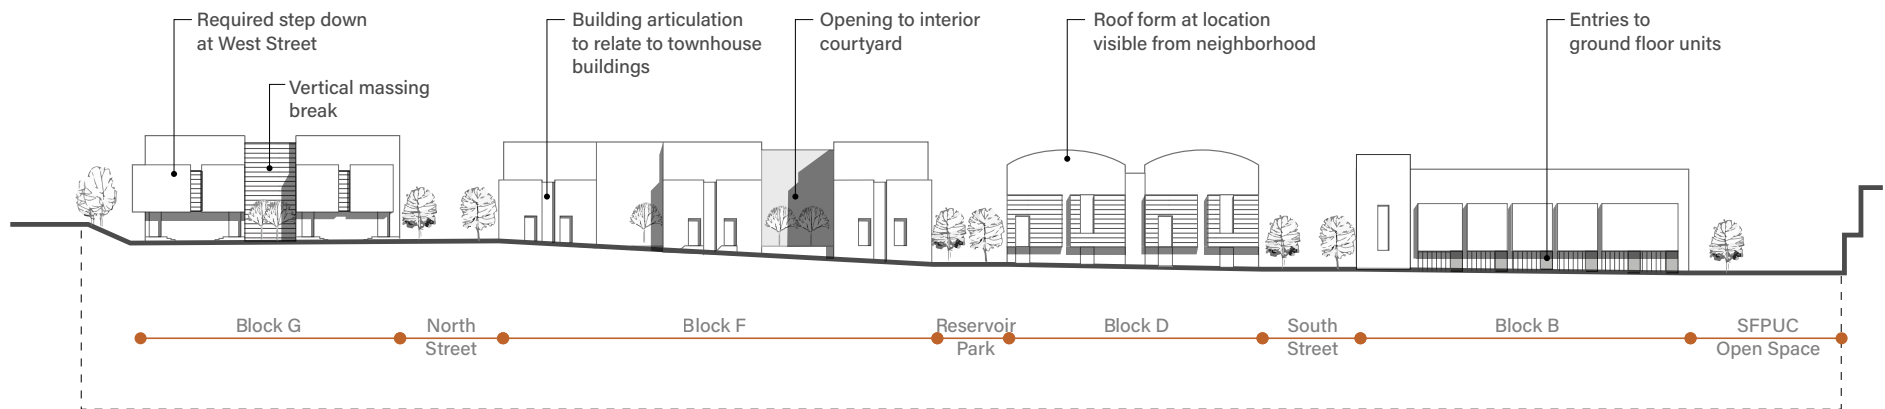 Required step down
at West Street
Vertical massing
break
Building articulation
to relate to townhouse
buildings
Opening to interior
courtyard
Roof form at location
visible from neighborhood
Entries to
ground floor units
Block G
North
Street
Block F
Reservoir
Park
Block D
South
Street
Block B
SFPUC
Open Space